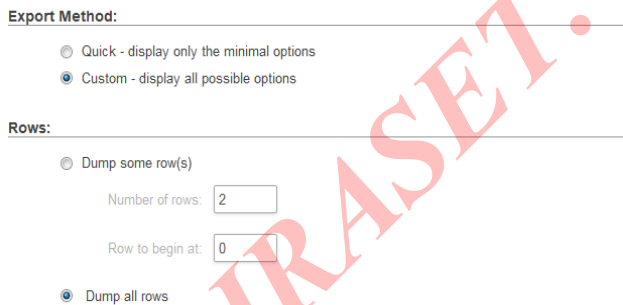 Export Method:
Quick - display only the minimal options
Custom - display all possible options
Rows:
Dump some row(s)
Number of rows: 2
Row to begin at: 0
Dump all rows
IRASET.